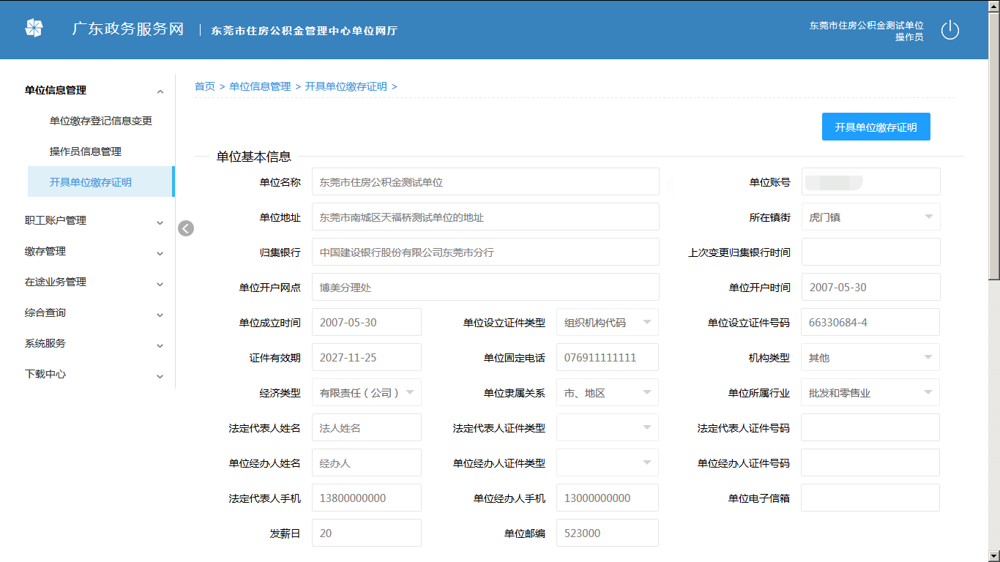 广东政务服务网 | 东莞市住房公积金管理中心单位网厅
东莞市住房公积金测试单位
操作员
单位信息管理
单位缴存登记信息变更
操作员信息管理
开具单位缴存证明
职工账户管理
缴存管理
在途业务管理
综合查询
系统服务
下载中心
首页 > 单位信息管理 > 开具单位缴存证明 >
开具单位缴存证明
单位基本信息
单位名称 东莞市住房公积金测试单位 单位账号
单位地址 东莞市南城区天福桥测试单位的地址 所在镇街 虎门镇
归集银行 中国建设银行股份有限公司东莞市分行 上次变更归集银行时间
单位开户网点 博美分理处 单位开户时间 2007-05-30
单位成立时间 2007-05-30 单位设立证件类型 组织机构代码 单位设立证件号码 66330684-4
证件有效期 2027-11-25 单位固定电话 076911111111 机构类型 其他
经济类型 有限责任（公司） 单位隶属关系 市、地区 单位所属行业 批发和零售业
法定代表人姓名 法人姓名 法定代表人证件类型 法定代表人证件号码
单位经办人姓名 经办人 单位经办人证件类型 单位经办人证件号码
法定代表人手机 13800000000 单位经办人手机 13000000000 单位电子信箱
发薪日 20 单位邮编 523000